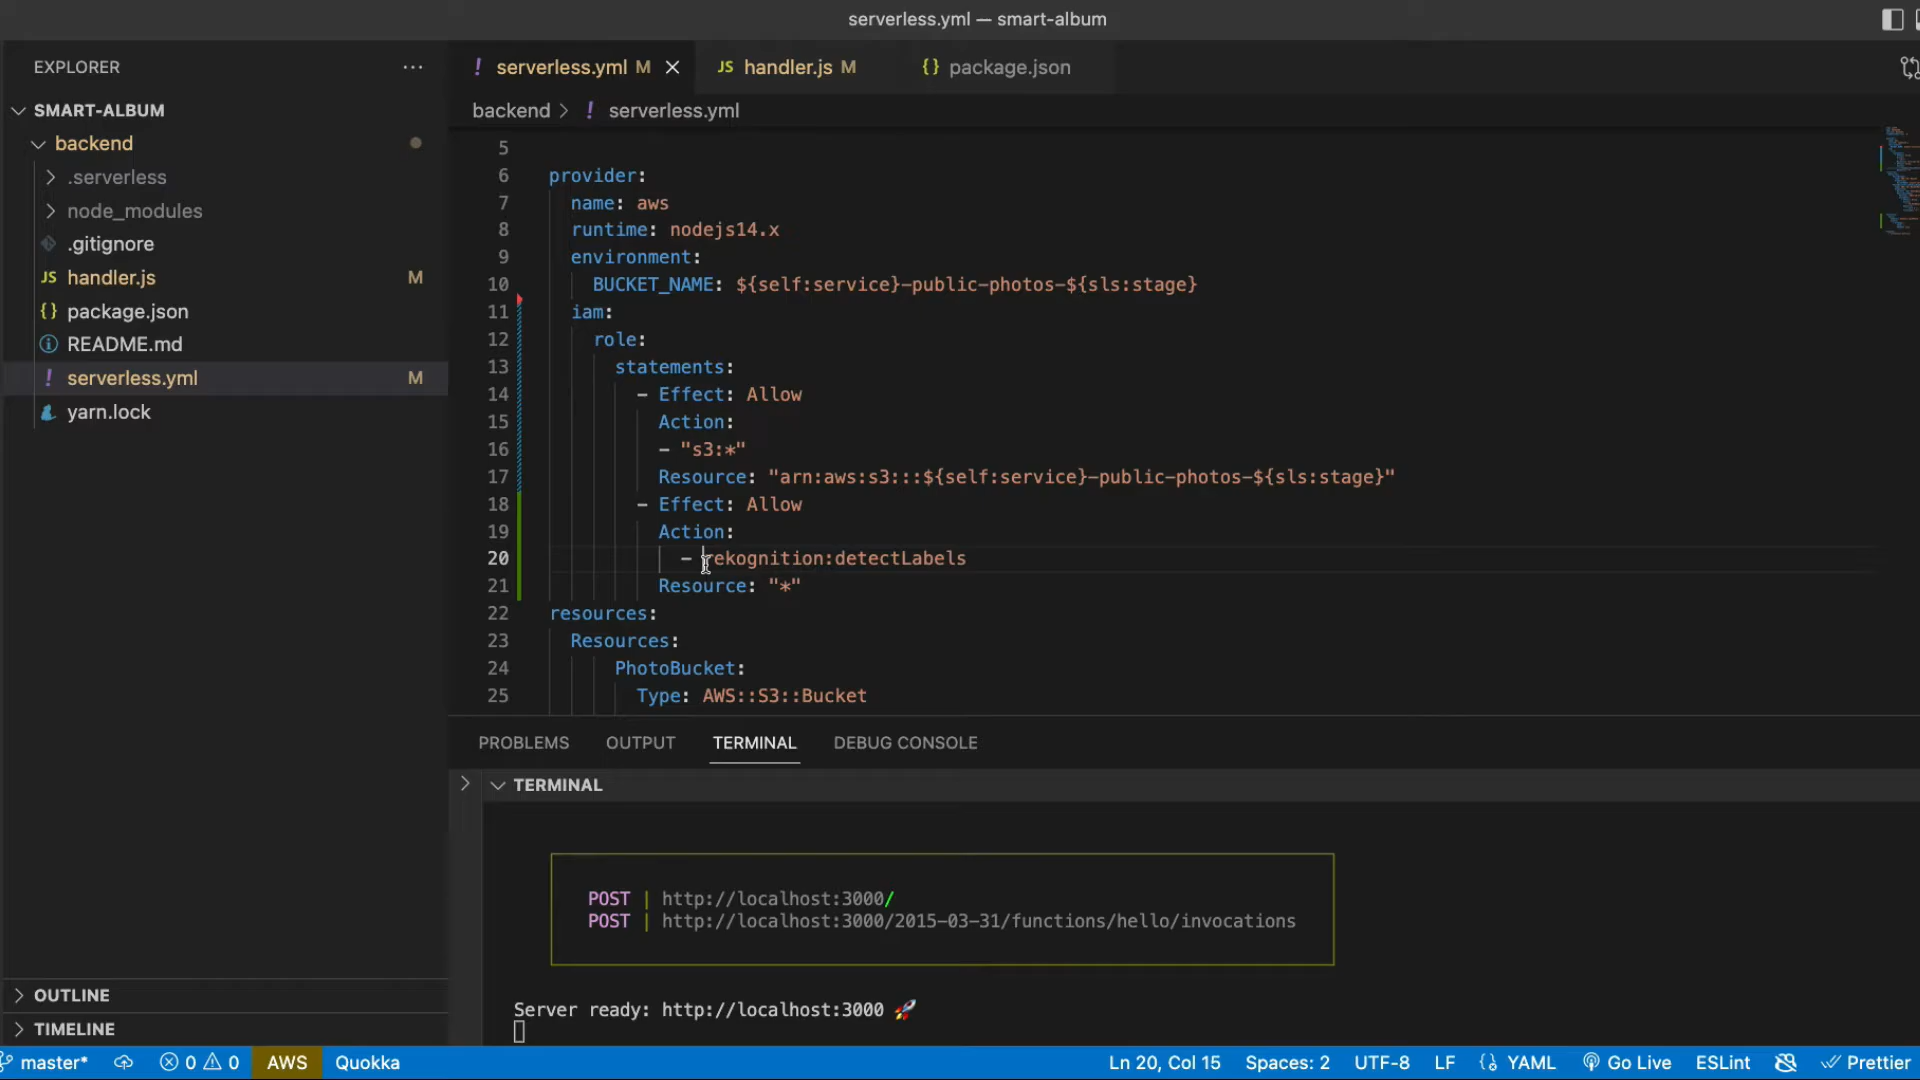 serverless.yml — smart-album
EXPLORER
SMART-ALBUM
backend
.serverless
node_modules
.gitignore
JS handler.js M
{} package.json
README.md
! serverless.yml M
yarn.lock
OUTLINE
TIMELINE
! serverless.yml M
JS handler.js M
{} package.json
backend > ! serverless.yml
5
6 provider:
7 name: aws
8 runtime: nodejs14.x
9 environment:
10 BUCKET_NAME: ${self:service}-public-photos-${sls:stage}
11 iam:
12 role:
13 statements:
14 - Effect: Allow
15 Action:
16 - "s3:*"
17 Resource: "arn:aws:s3:::${self:service}-public-photos-${sls:stage}"
18 - Effect: Allow
19 Action:
20 - rekognition:detectLabels
21 Resource: "*"
22 resources:
23 Resources:
24 PhotoBucket:
25 Type: AWS::S3::Bucket
PROBLEMS OUTPUT TERMINAL DEBUG CONSOLE
TERMINAL
POST | http://localhost:3000/
POST | http://localhost:3000/2015-03-31/functions/hello/invocations
Server ready: http://localhost:3000 🚀
master* 0 0 AWS Quokka Ln 20, Col 15 Spaces: 2 UTF-8 LF {} YAML Go Live ESLint Prettier